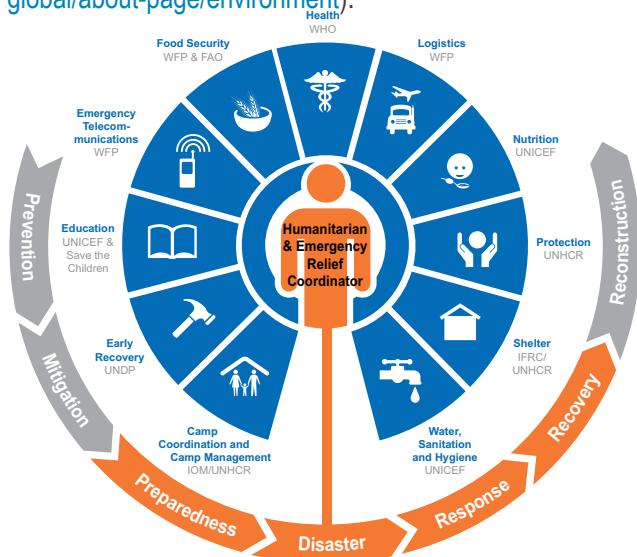 global/about-page/environment).
Health
WHO
Food Security
WFP & FAO
Logistics
WFP
Emergency
Telecom-
munications
WFP
Nutrition
UNICEF
Education
UNICEF &
Save the
Children
Humanitarian
& Emergency
Relief
Coordinator
Protection
UNHCR
Early
Recovery
UNDP
Shelter
IFRC/
UNHCR
Camp
Coordination and
Camp Management
IOM/UNHCR
Water,
Sanitation
and Hygiene
UNICEF
Prevention
Mitigation
Preparedness
Disaster
Response
Recovery
Reconstruction